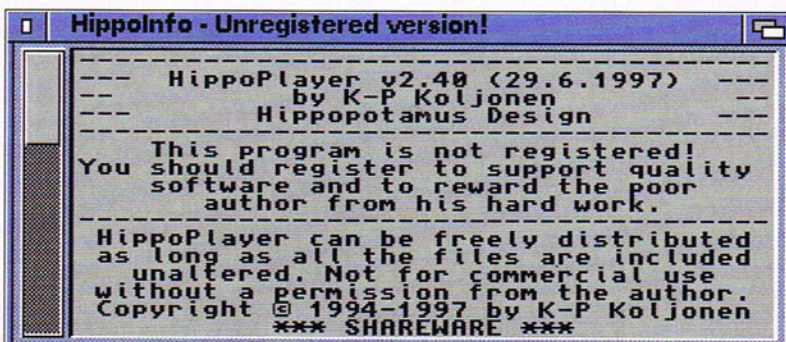 HippoInfo - Unregistered version!
------------------------------------------
--- HippoPlayer v2.40 (29.6.1997) ---
-- by K-P Koljonen --
--- Hippopotamus Design ---
------------------------------------------
This program is not registered!
You should register to support quality
software and to reward the poor
author from his hard work.
------------------------------------------
HippoPlayer can be freely distributed
as long as all the files are included
unaltered. Not for commercial use
without a permission from the author.
Copyright © 1994-1997 by K-P Koljonen
*** SHAREWARE ***